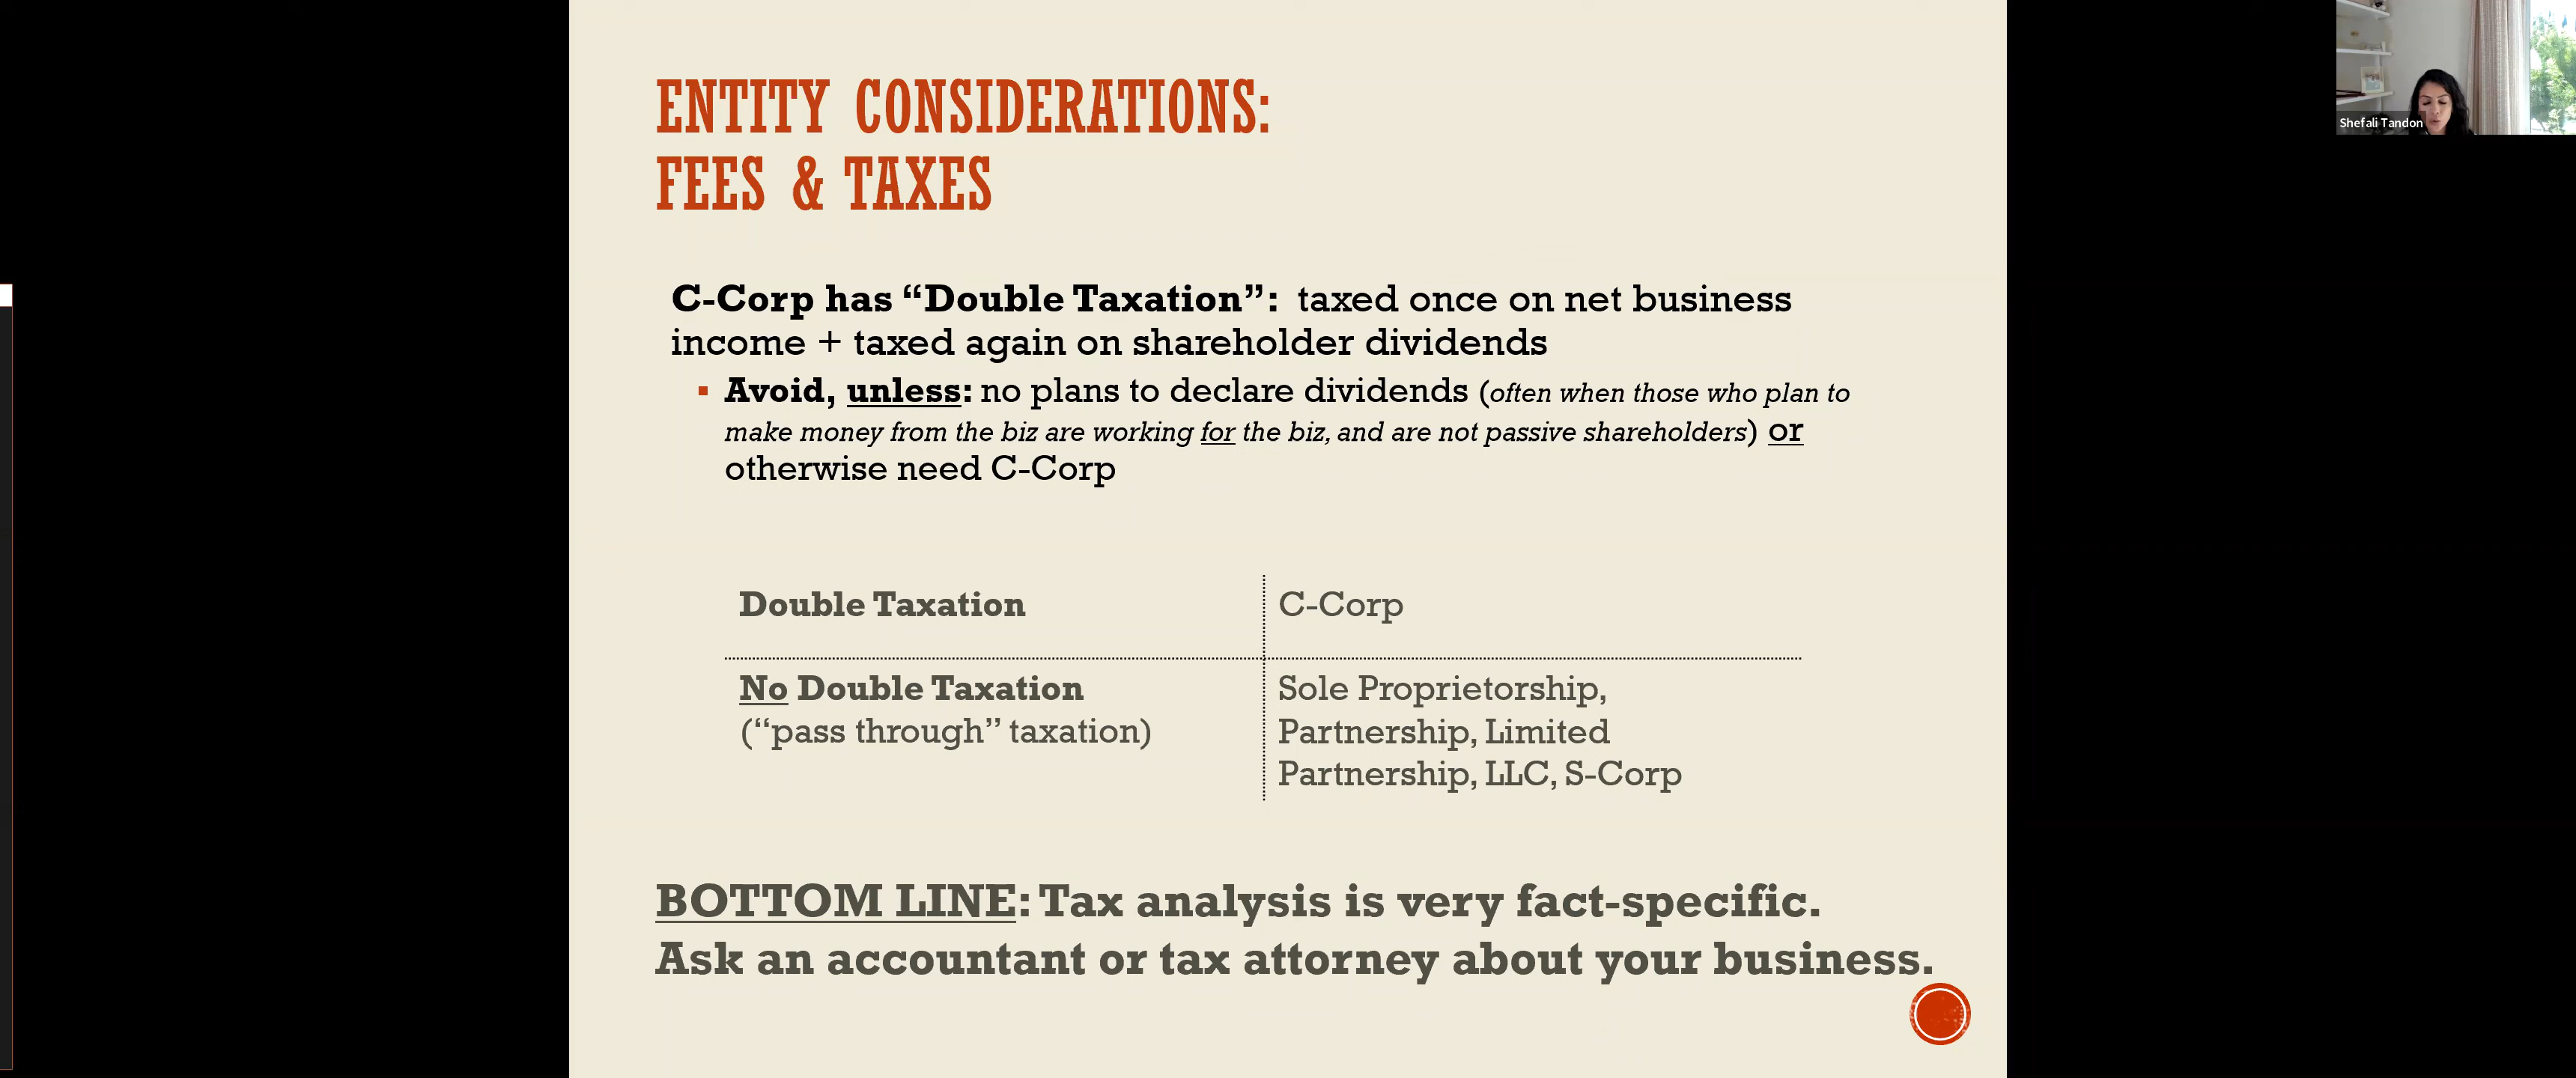 ENTITY CONSIDERATIONS:
FEES & TAXES
Shefali Tandon
C-Corp has “Double Taxation”: taxed once on net business
income + taxed again on shareholder dividends
▪ Avoid, unless: no plans to declare dividends (often when those who plan to
make money from the biz are working for the biz, and are not passive shareholders) or
otherwise need C-Corp
Double Taxation
C-Corp
No Double Taxation
(“pass through” taxation)
Sole Proprietorship,
Partnership, Limited
Partnership, LLC, S-Corp
BOTTOM LINE: Tax analysis is very fact-specific.
Ask an accountant or tax attorney about your business.